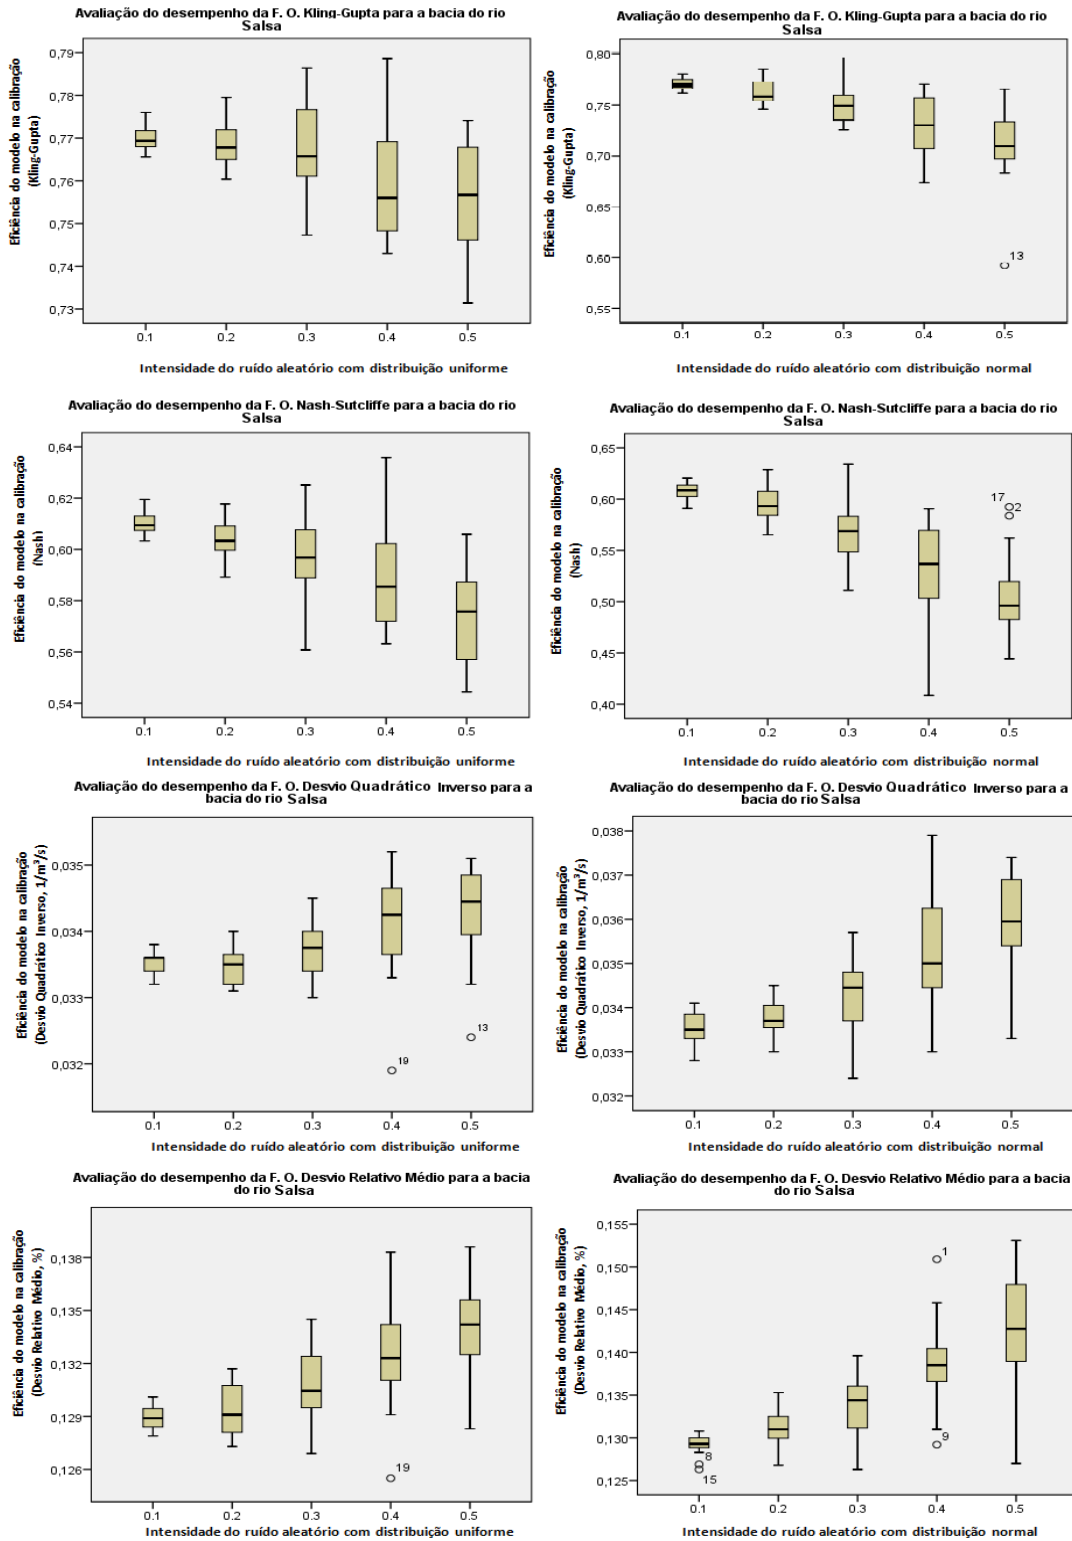 Avaliação do desempenho da F. O. Kling-Gupta para a bacia do rio
Salsa
Eficiência do modelo na calibração
(Kling-Gupta)
0,79
0,78
0,77
0,76
0,75
0,74
0,73
0.1 0.2 0.3 0.4 0.5
Intensidade do ruído aleatório com distribuição uniforme
Avaliação do desempenho da F. O. Kling-Gupta para a bacia do rio
Salsa
Eficiência do modelo na calibração
(Kling-Gupta)
0,80
0,75
0,70
0,65
0,60
0,55
13
0.1 0.2 0.3 0.4 0.5
Intensidade do ruído aleatório com distribuição normal
Avaliação do desempenho da F. O. Nash-Sutcliffe para a bacia do rio
Salsa
Eficiência do modelo na calibração
(Nash)
0,64
0,62
0,60
0,58
0,56
0,54
0.1 0.2 0.3 0.4 0.5
Intensidade do ruído aleatório com distribuição uniforme
Avaliação do desempenho da F. O. Nash-Sutcliffe para a bacia do rio
Salsa
Eficiência do modelo na calibração
(Nash)
0,65
0,60
0,55
0,50
0,45
0,40
17
2
0.1 0.2 0.3 0.4 0.5
Intensidade do ruído aleatório com distribuição normal
Avaliação do desempenho da F. O. Desvio Quadrático Inverso para a
bacia do rio Salsa
Eficiência do modelo na calibração
(Desvio Quadrático Inverso, 1/m³/s)
0,035
0,034
0,033
0,032
19
13
0.1 0.2 0.3 0.4 0.5
Intensidade do ruído aleatório com distribuição uniforme
Avaliação do desempenho da F. O. Desvio Quadrático Inverso para a
bacia do rio Salsa
Eficiência do modelo na calibração
(Desvio Quadrático Inverso, 1/m³/s)
0,038
0,037
0,036
0,035
0,034
0,033
0,032
0.1 0.2 0.3 0.4 0.5
Intensidade do ruído aleatório com distribuição normal
Avaliação do desempenho da F. O. Desvio Relativo Médio para a bacia
do rio Salsa
Eficiência do modelo na calibração
(Desvio Relativo Médio, %)
0,138
0,135
0,132
0,129
0,126
19
0.1 0.2 0.3 0.4 0.5
Intensidade do ruído aleatório com distribuição uniforme
Avaliação do desempenho da F. O. Desvio Relativo Médio para a bacia
do rio Salsa
Eficiência do modelo na calibração
(Desvio Relativo Médio, %)
0,155
0,150
0,145
0,140
0,135
0,130
0,125
1
9
8
15
0.1 0.2 0.3 0.4 0.5
Intensidade do ruído aleatório com distribuição normal